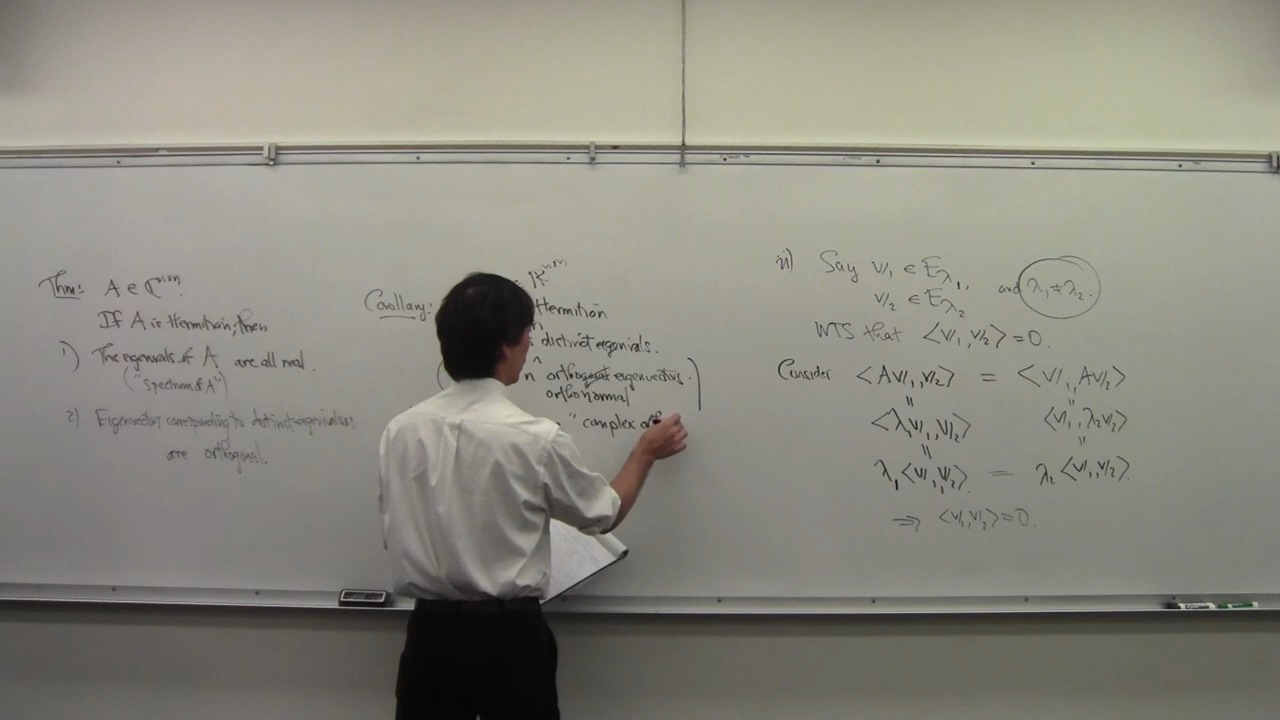 Thm: A ∈ ℂⁿˣⁿ.
If A is Hermitian, then
1) The eigenvals of A are all real.
("spectrum of A")
2) Eigenvectors corresponding to distinct eigenvalues
are orthogonal.
Corollary:
Hermitian
distinct eigenvals.
n orthogonal eigenvectors.
orthonormal
"complex
ii) Say v₁ ∈ E_λ₁, and λ₁ ≠ λ₂.
v₂ ∈ E_λ₂
WTS that <v₁, v₂> = 0.
Consider <Av₁, v₂> = <v₁, Av₂>
" "
<λ₁v₁, v₂> <v₁, λ₂v₂>
" "
λ₁<v₁, v₂> = λ₂<v₁, v₂>.
⇒ <v₁, v₂> = 0.